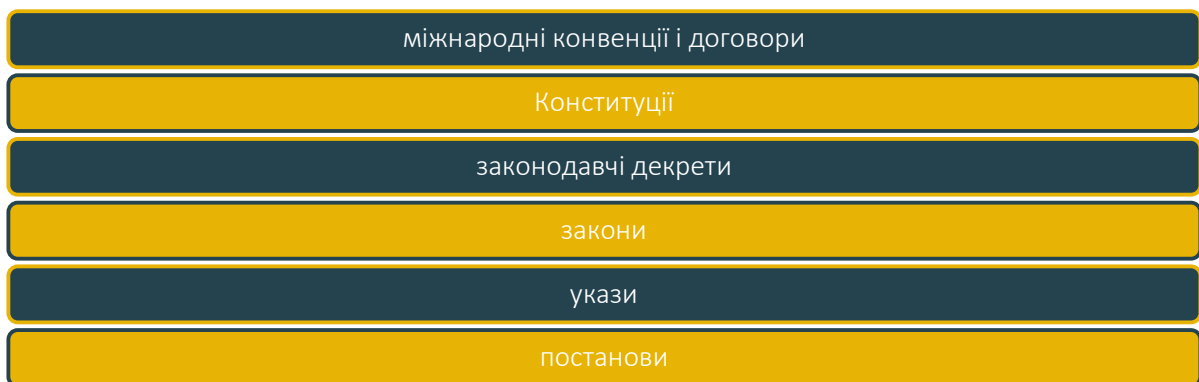 міжнародні конвенції і договори
Конституції
законодавчі декрети
закони
укази
постанови